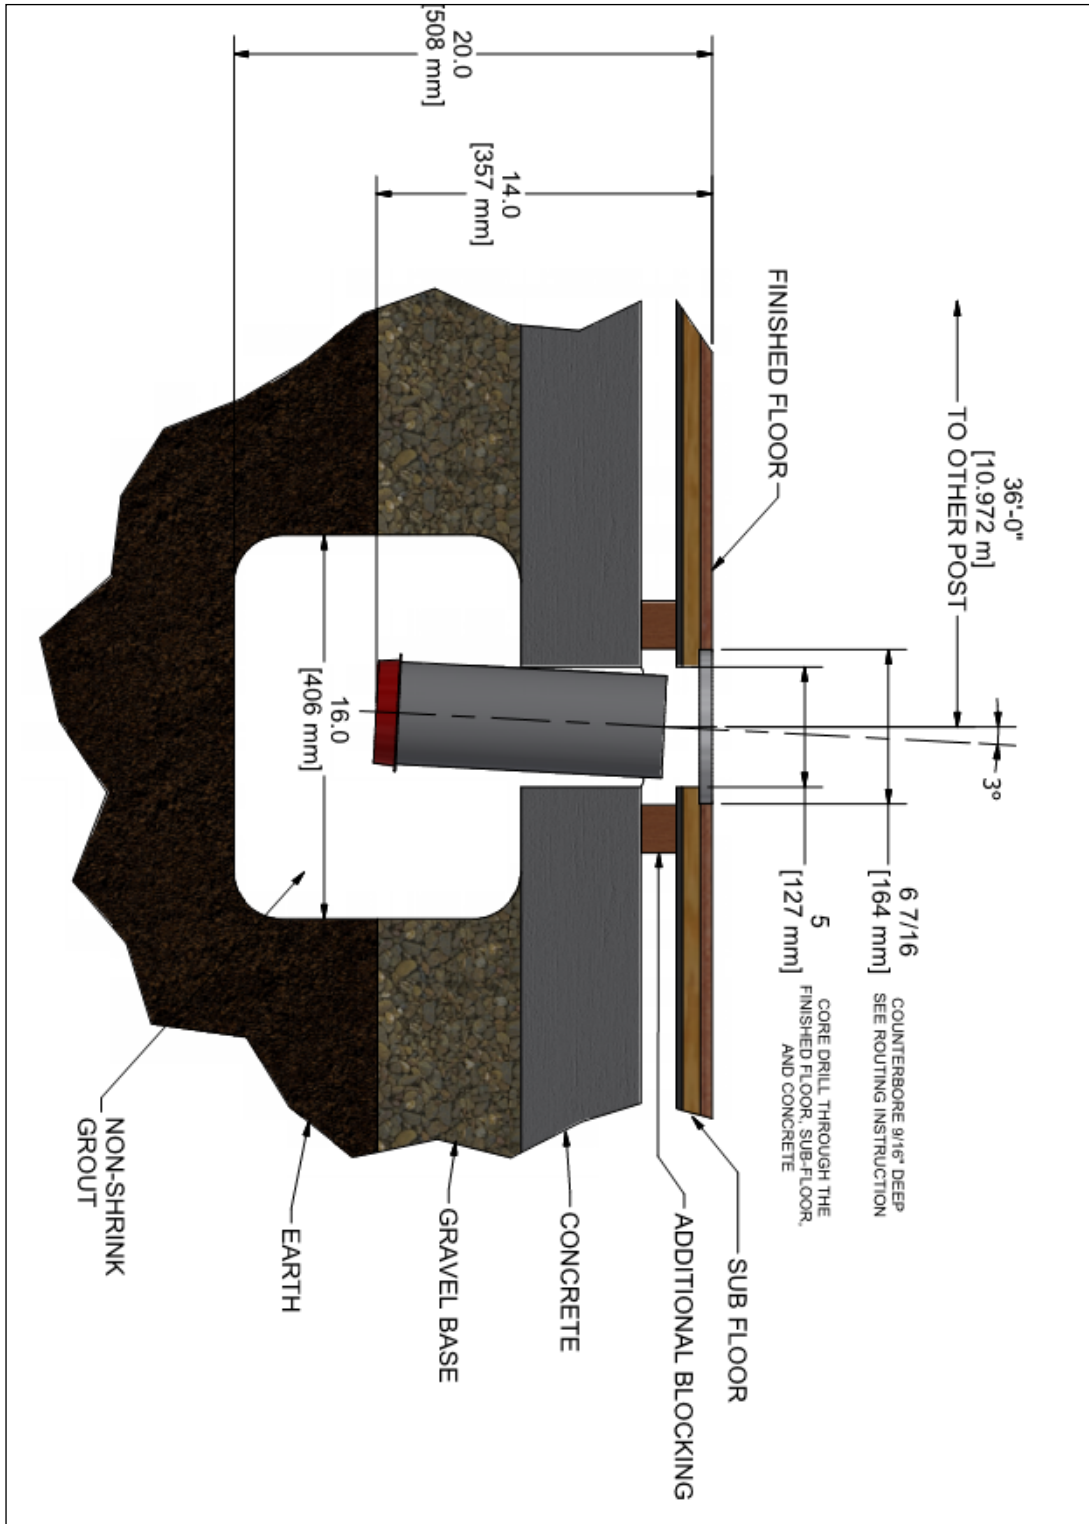 36'-0"
[10.972 m]
TO OTHER POST
3º
6 7/16
[164 mm]
COUNTERBORE 9/16" DEEP
SEE ROUTING INSTRUCTION
5
[127 mm]
CORE DRILL THROUGH THE
FINISHED FLOOR, SUB-FLOOR,
AND CONCRETE
FINISHED FLOOR
SUB FLOOR
ADDITIONAL BLOCKING
CONCRETE
GRAVEL BASE
EARTH
NON-SHRINK
GROUT
14.0
[357 mm]
20.0
[508 mm]
16.0
[406 mm]